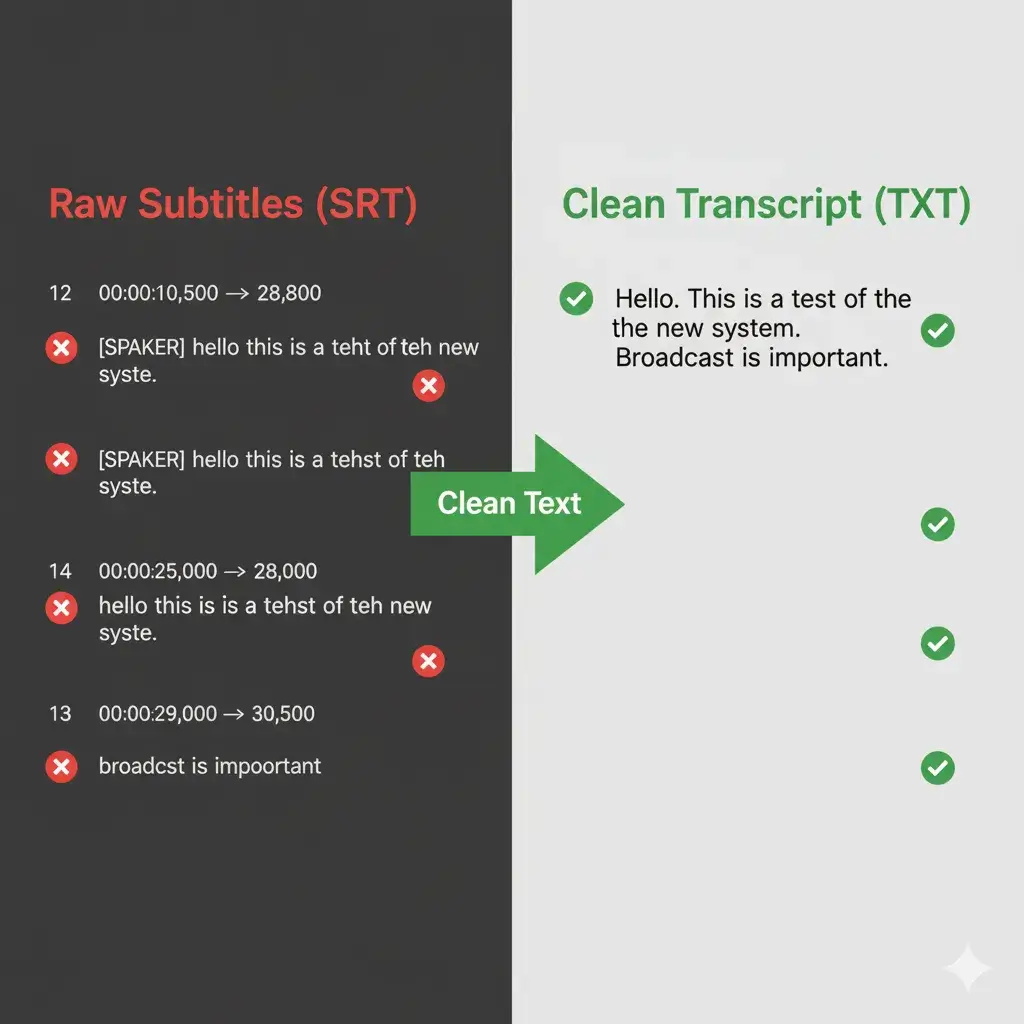 Raw Subtitles (SRT)
12 00:00:10,500 → 28,800
[SPAKER] hello this is a teht of teh new
syste.
[SPAKER] hello this is a tehst of teh
syste.
14 00:00:25,000 → 28,000
hello this is is a tehst of teh new
syste.
13 00:00:29,000 → 30,500
broadcst is impoortant
Clean Text
Clean Transcript (TXT)
Hello. This is a test of the
the new system.
Broadcast is important.